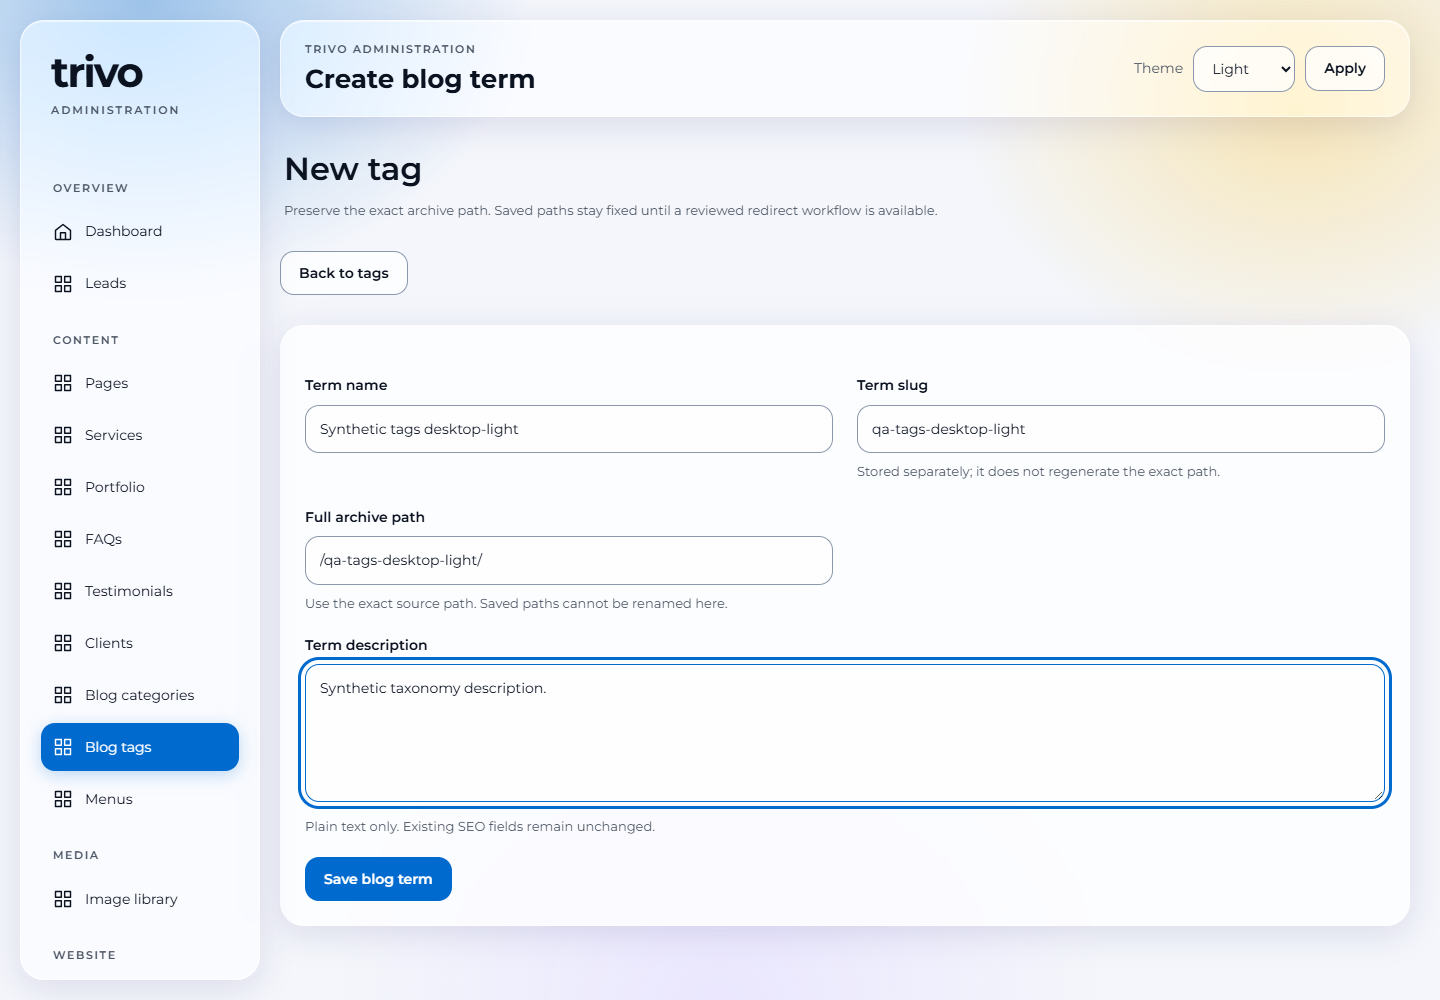 trivo
ADMINISTRATION
OVERVIEW
Dashboard
Leads
CONTENT
Pages
Services
Portfolio
FAQs
Testimonials
Clients
Blog categories
Blog tags
Menus
MEDIA
Image library
WEBSITE
TRIVO ADMINISTRATION
Create blog term
Theme
Light
Apply
New tag
Preserve the exact archive path. Saved paths stay fixed until a reviewed redirect workflow is available.
Back to tags
Term name
Synthetic tags desktop-light
Term slug
qa-tags-desktop-light
Stored separately; it does not regenerate the exact path.
Full archive path
/qa-tags-desktop-light/
Use the exact source path. Saved paths cannot be renamed here.
Term description
Synthetic taxonomy description.
Plain text only. Existing SEO fields remain unchanged.
Save blog term